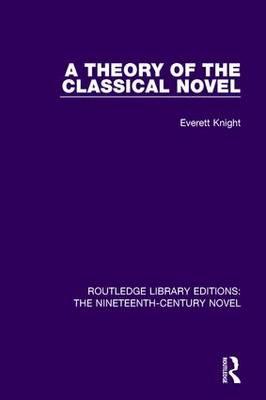 A THEORY OF THE
CLASSICAL NOVEL
Everett Knight
ROUTLEDGE LIBRARY EDITIONS:
THE NINETEENTH-CENTURY NOVEL
ROUTLEDGE